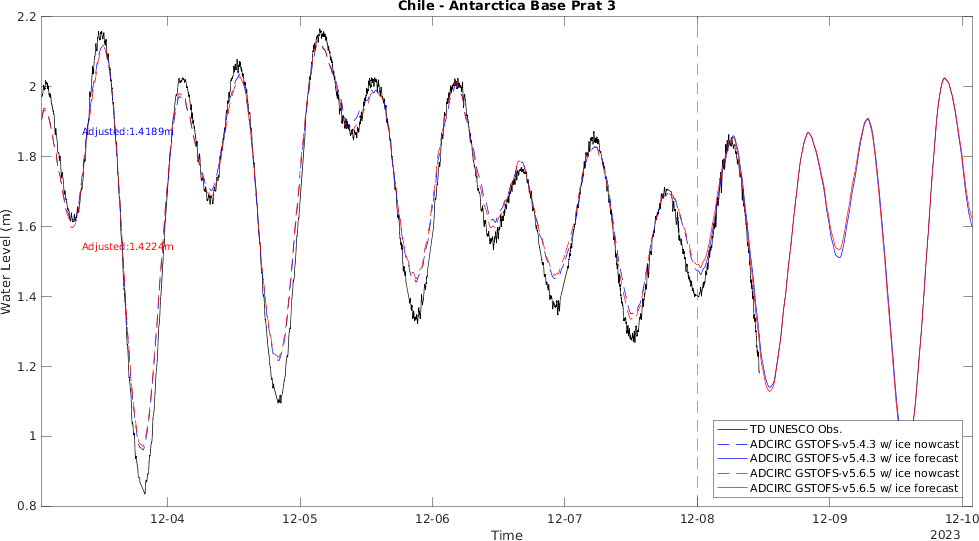 Chile - Antarctica Base Prat 3
2.2
2
1.8
1.6
1.4
1.2
1
0.8
Water Level (m)
Adjusted:1.4189m
Adjusted:1.4224m
TD UNESCO Obs.
ADCIRC GSTOFS-v5.4.3 w/ ice nowcast
ADCIRC GSTOFS-v5.4.3 w/ ice forecast
ADCIRC GSTOFS-v5.6.5 w/ ice nowcast
ADCIRC GSTOFS-v5.6.5 w/ ice forecast
12-04 12-05 12-06 12-07 12-08 12-09 12-10
Time
2023